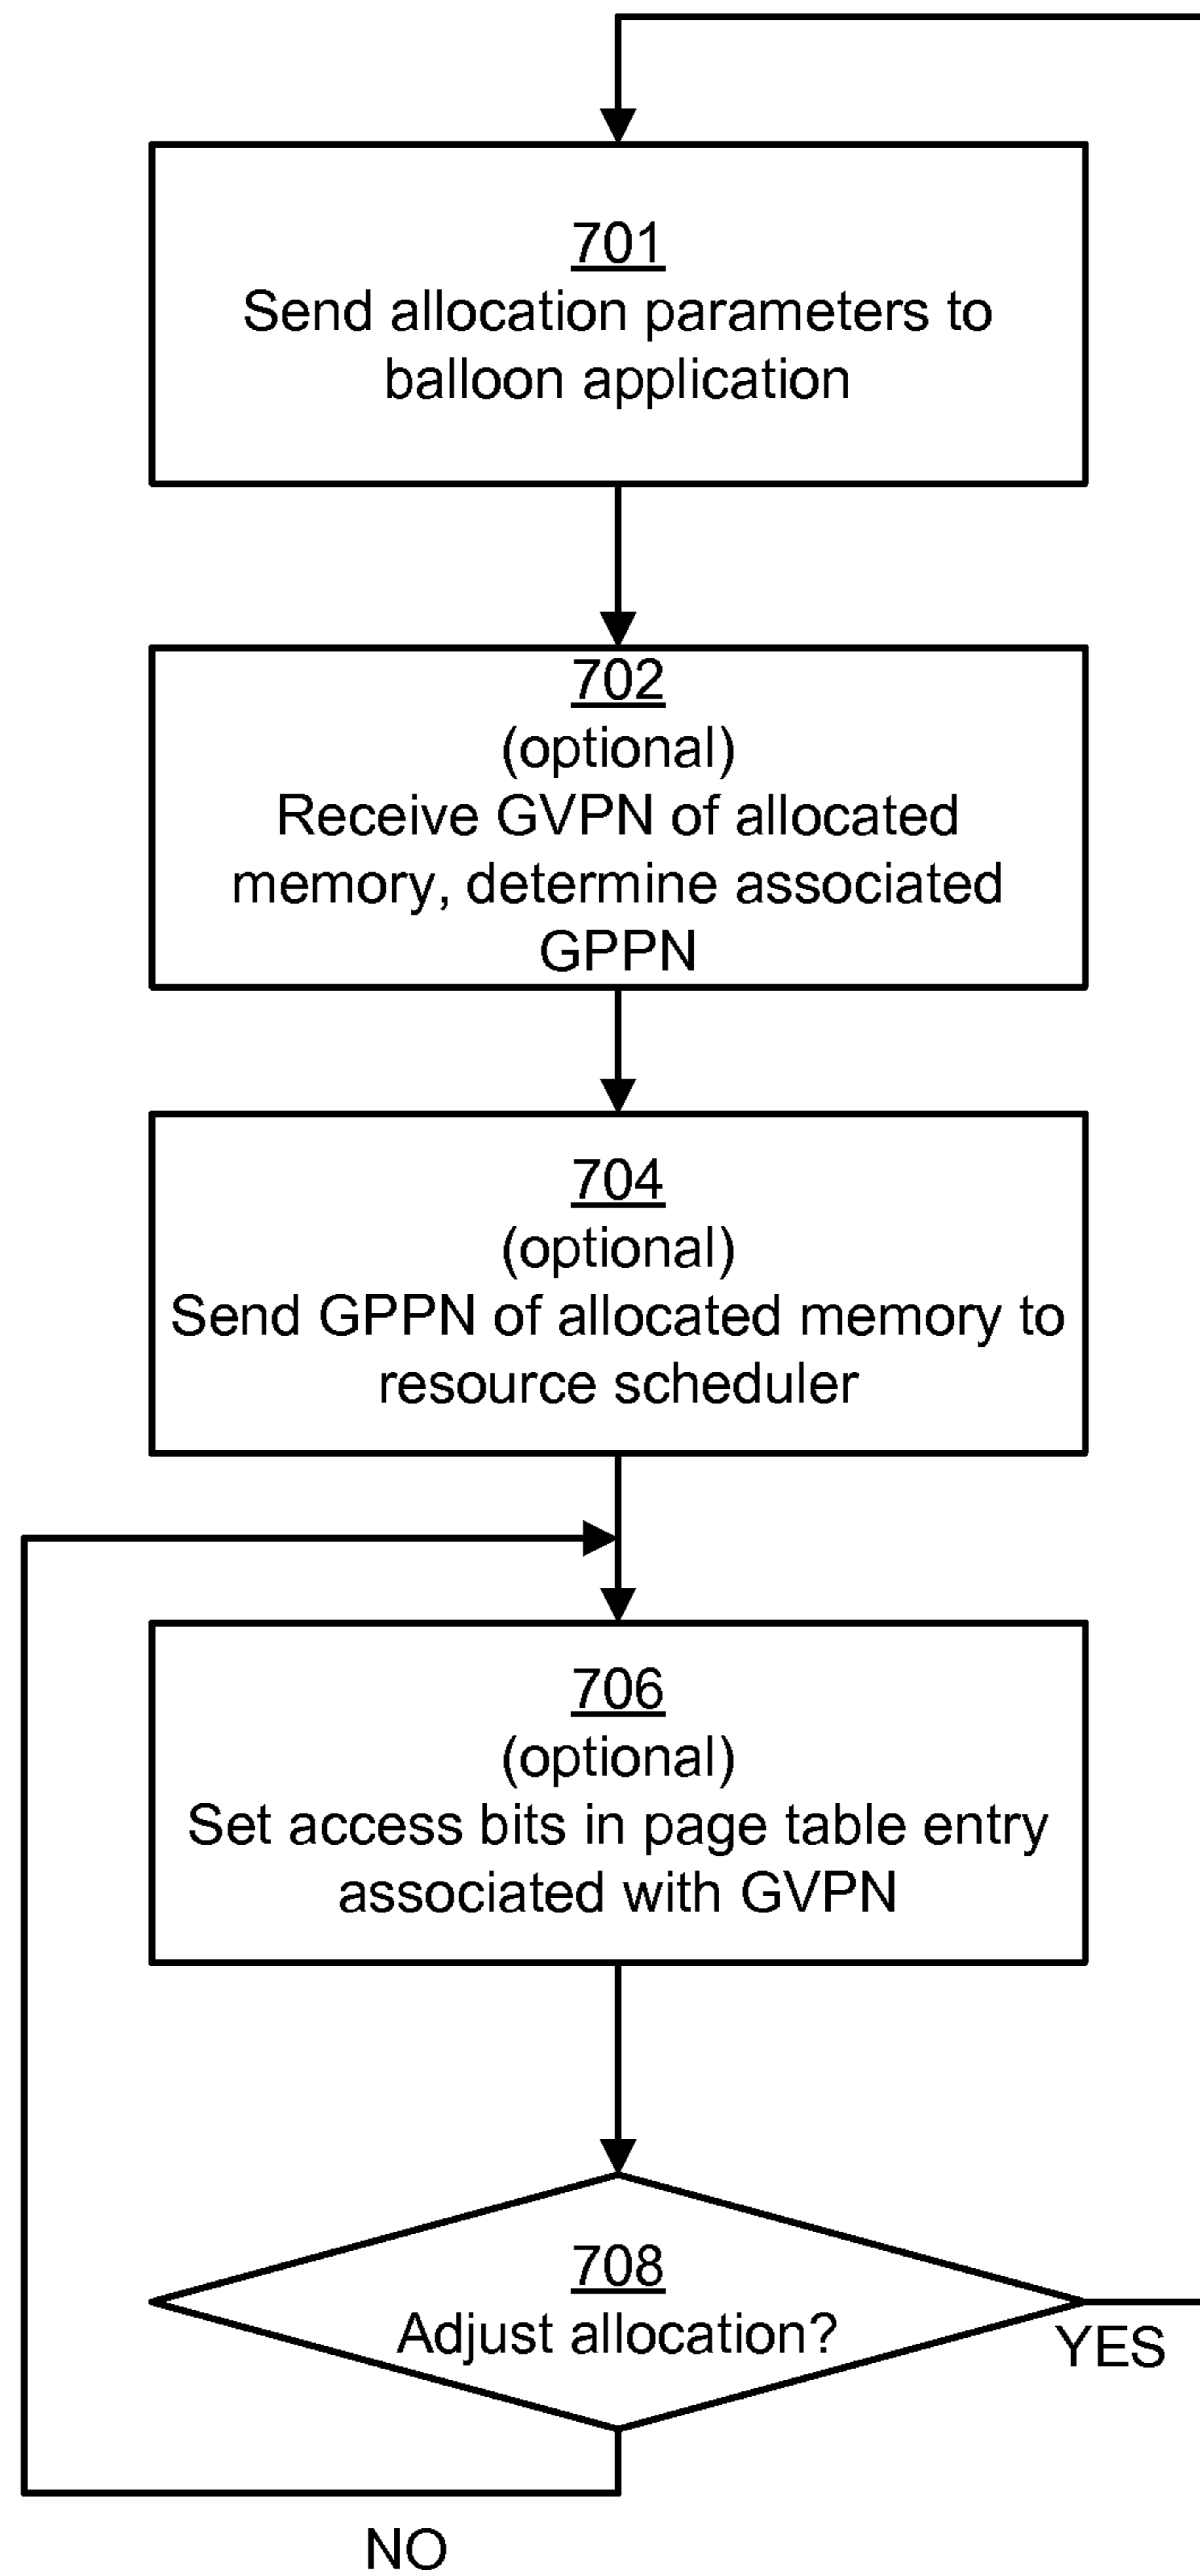 701
Send allocation parameters to
balloon application
702
(optional)
Receive GVPN of allocated
memory, determine associated
GPPN
704
(optional)
Send GPPN of allocated memory to
resource scheduler
706
(optional)
Set access bits in page table entry
associated with GVPN
708
Adjust allocation?
YES
NO